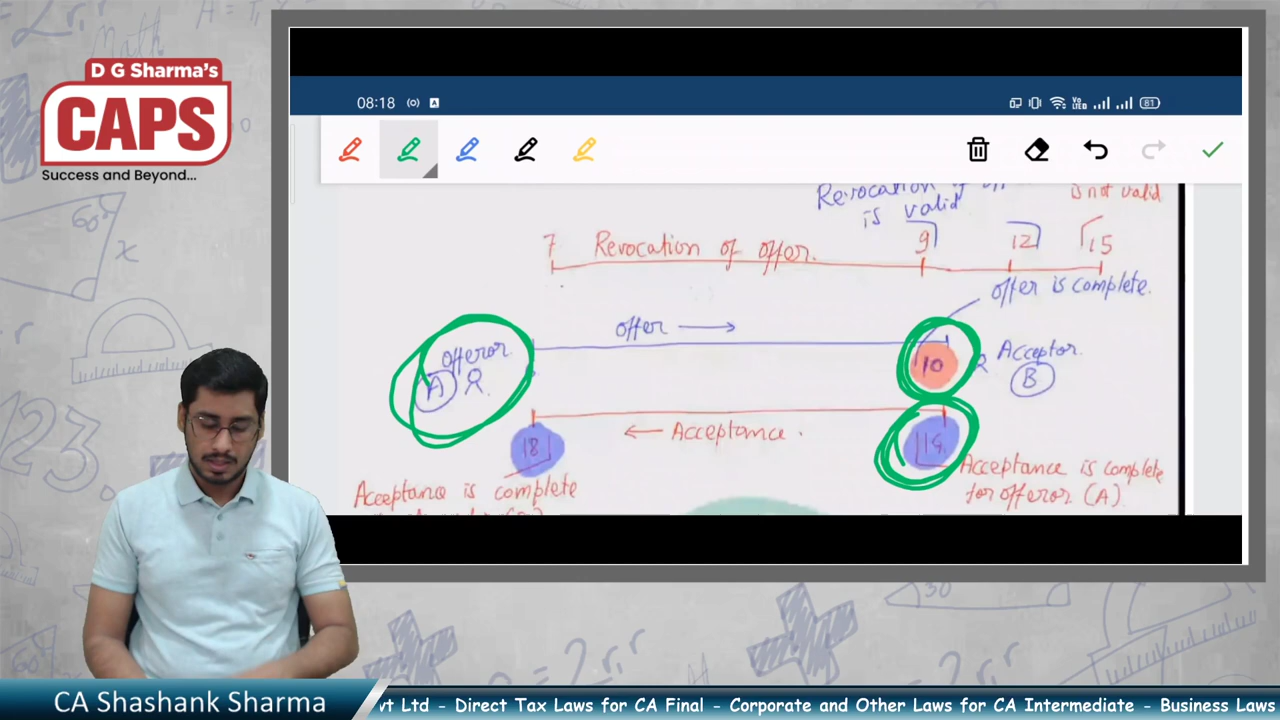 D G Sharma's
CAPS
Success and Beyond...
08:18
81
Revocation of
is valid
is not valid
7 Revocation of offer. 9 12 15
offer is complete.
offer
offeror
A
10
Acceptor
B
Acceptance
18
Acceptance is complete
for offeror (A).
Acceptance is complete
CA Shashank Sharma
vt Ltd - Direct Tax Laws for CA Final - Corporate and Other Laws for CA Intermediate - Business Laws